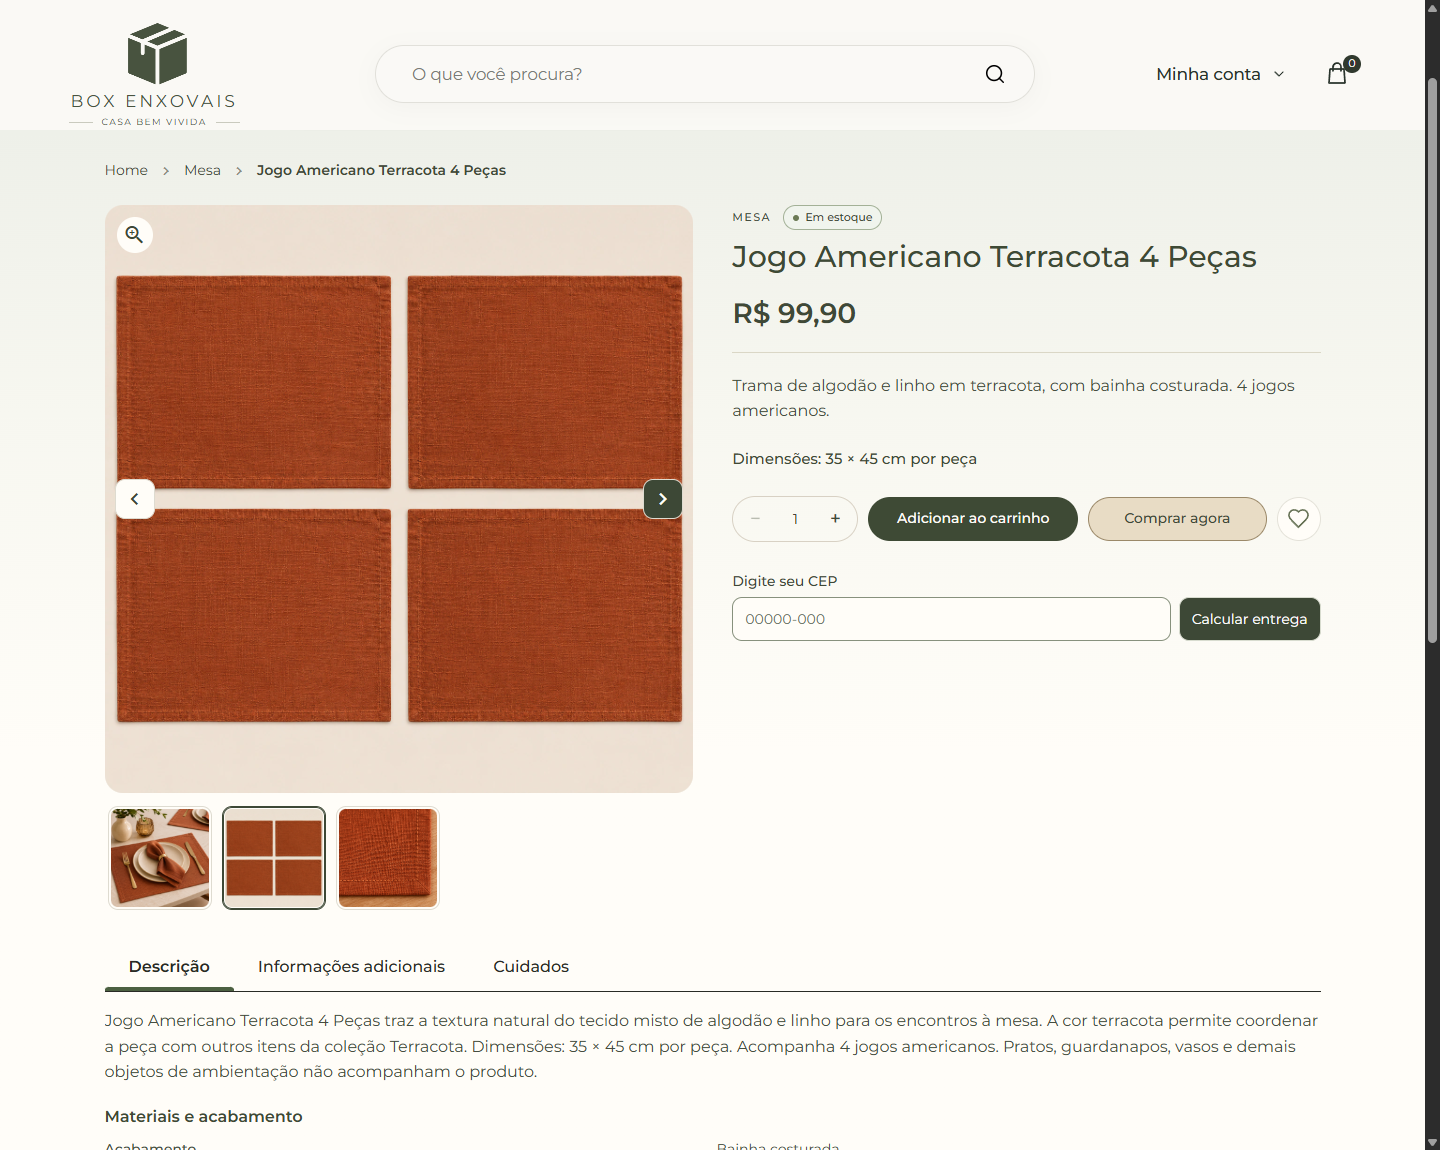 BOX ENXOVAIS
CASA BEM VIVIDA
O que você procura?
Minha conta
0
Home > Mesa > Jogo Americano Terracota 4 Peças
MESA
Em estoque
Jogo Americano Terracota 4 Peças
R$ 99,90
Trama de algodão e linho em terracota, com bainha costurada. 4 jogos
americanos.
Dimensões: 35 × 45 cm por peça
− 1 +
Adicionar ao carrinho
Comprar agora
Digite seu CEP
00000-000
Calcular entrega
Descrição
Informações adicionais
Cuidados
Jogo Americano Terracota 4 Peças traz a textura natural do tecido misto de algodão e linho para os encontros à mesa. A cor terracota permite coordenar
a peça com outros itens da coleção Terracota. Dimensões: 35 × 45 cm por peça. Acompanha 4 jogos americanos. Pratos, guardanapos, vasos e demais
objetos de ambientação não acompanham o produto.
Materiais e acabamento
Acabamento
Bainha costurada